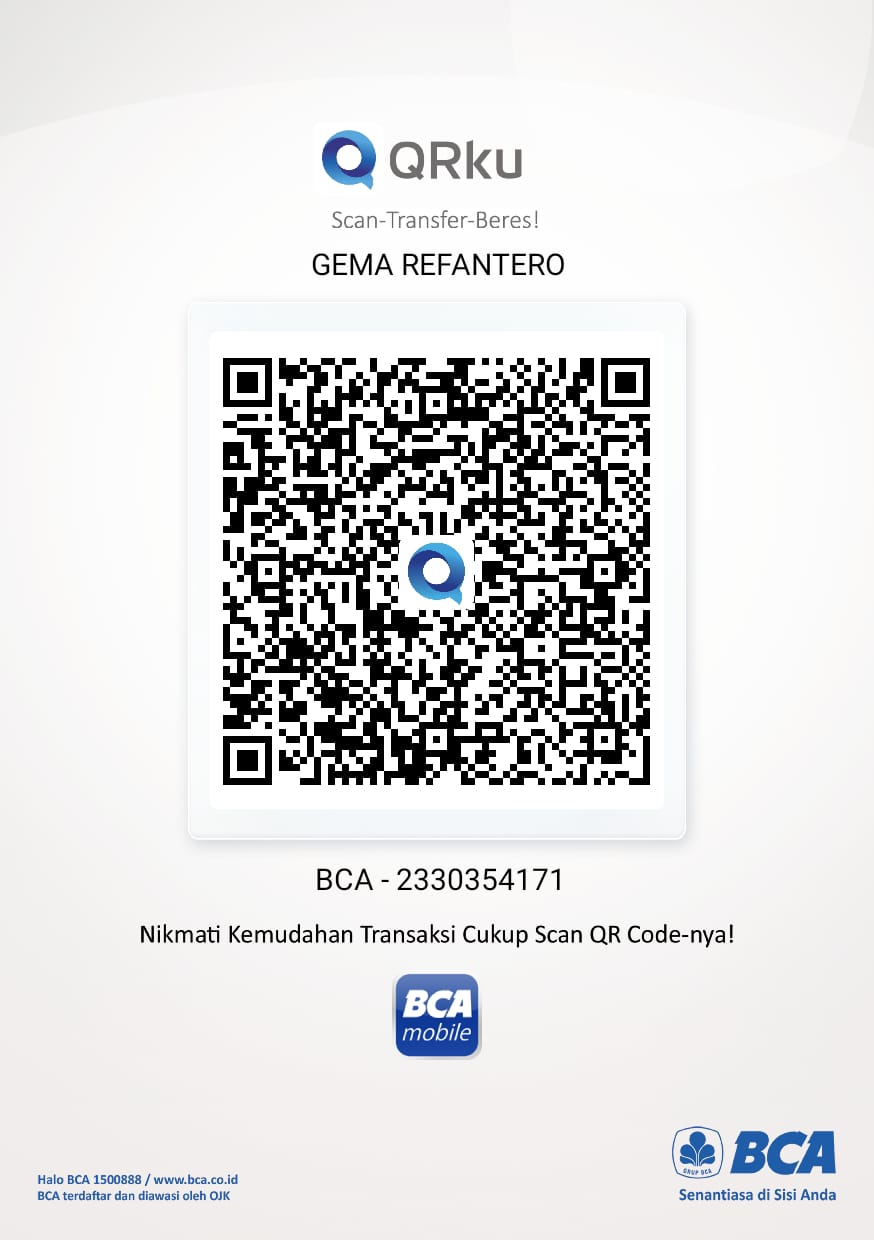 QRku
Scan-Transfer-Beres!
GEMA REFANTERO
BCA - 2330354171
Nikmati Kemudahan Transaksi Cukup Scan QR Code-nya!
BCA
mobile
GRUP BCA
BCA
Senantiasa di Sisi Anda
Halo BCA 1500888 / www.bca.co.id
BCA terdaftar dan diawasi oleh OJK